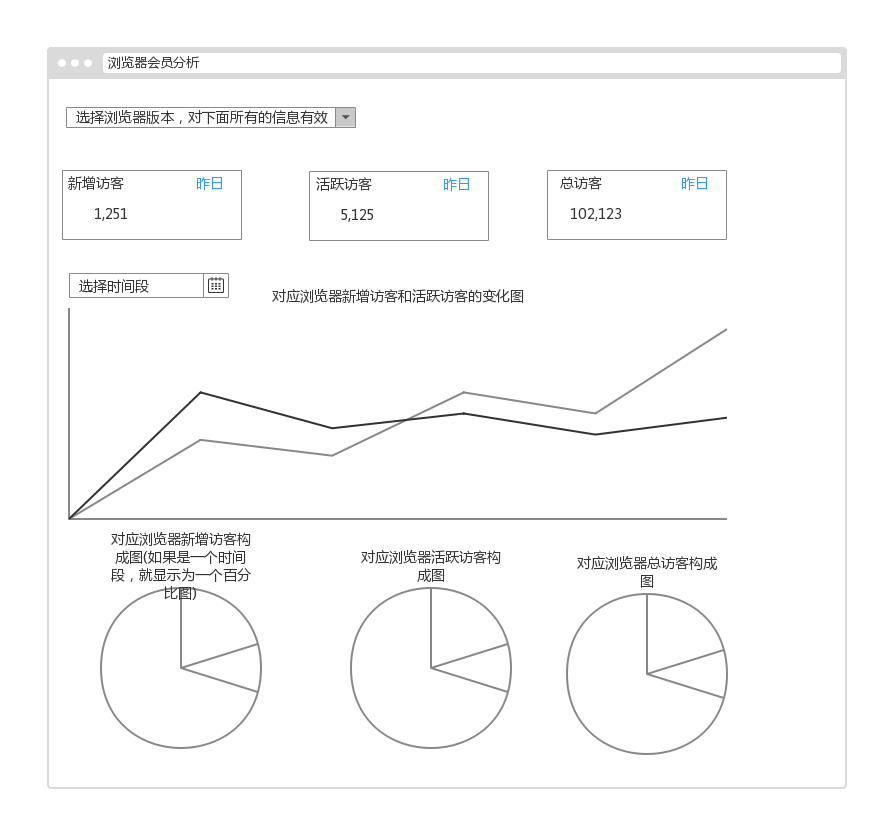 浏览器会员分析
选择浏览器版本，对下面所有的信息有效
新增访客 昨日
1,251
活跃访客 昨日
5,125
总访客 昨日
102,123
选择时间段
对应浏览器新增访客和活跃访客的变化图
对应浏览器新增访客构
成图(如果是一个时间
段，就显示为一个百分
比图)
对应浏览器活跃访客构
成图
对应浏览器总访客构成
图